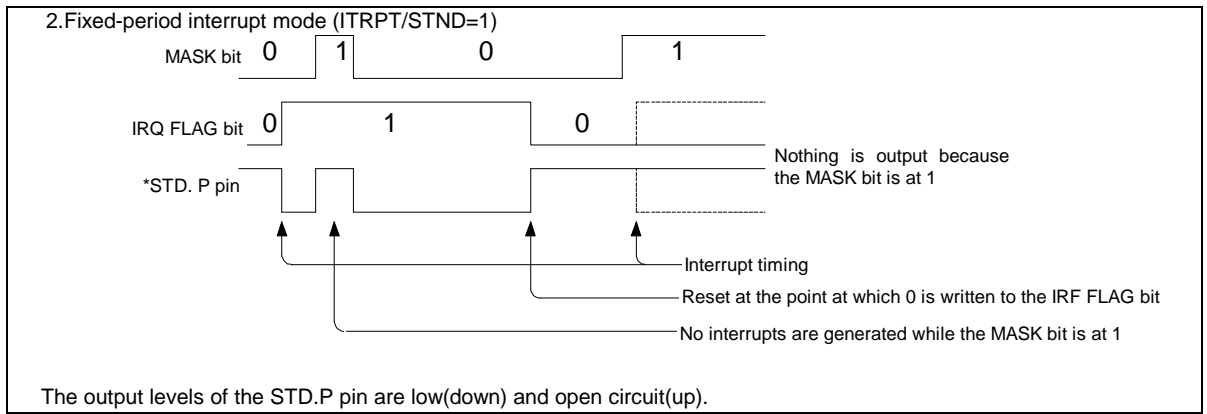 2.Fixed-period interrupt mode (ITRPT/STND=1)
MASK bit 0 1 0 1
IRQ FLAG bit 0 1 0
Nothing is output because
the MASK bit is at 1
*STD. P pin
Interrupt timing
Reset at the point at which 0 is written to the IRF FLAG bit
No interrupts are generated while the MASK bit is at 1
The output levels of the STD.P pin are low(down) and open circuit(up).